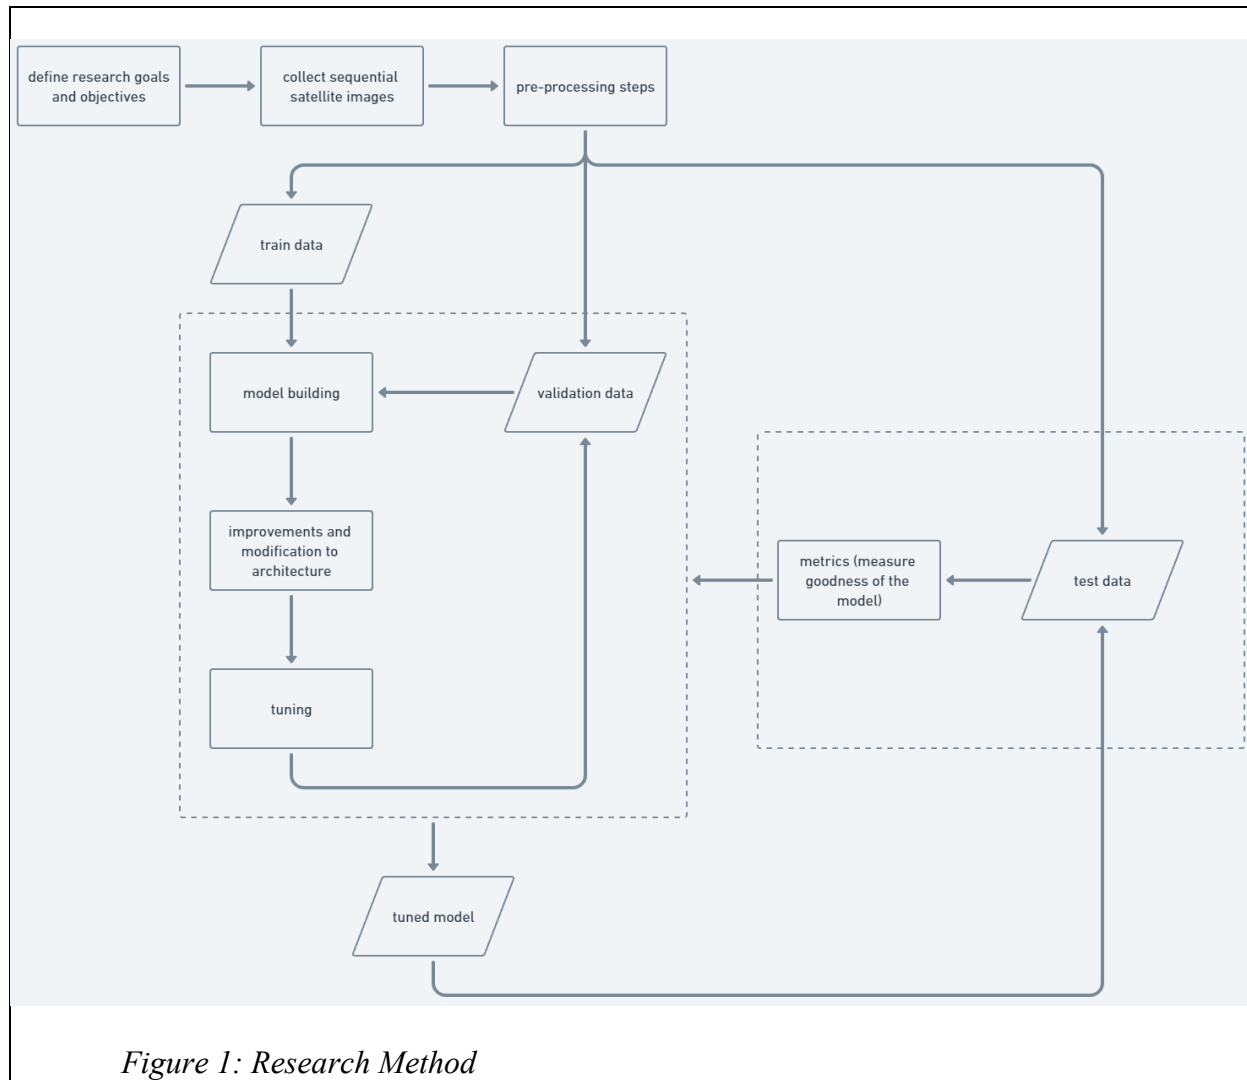 define research goals
and objectives
collect sequential
satellite images
pre-processing steps
train data
model building
validation data
improvements and
modification to
architecture
metrics (measure
goodness of the
model)
test data
tuning
tuned model
Figure 1: Research Method